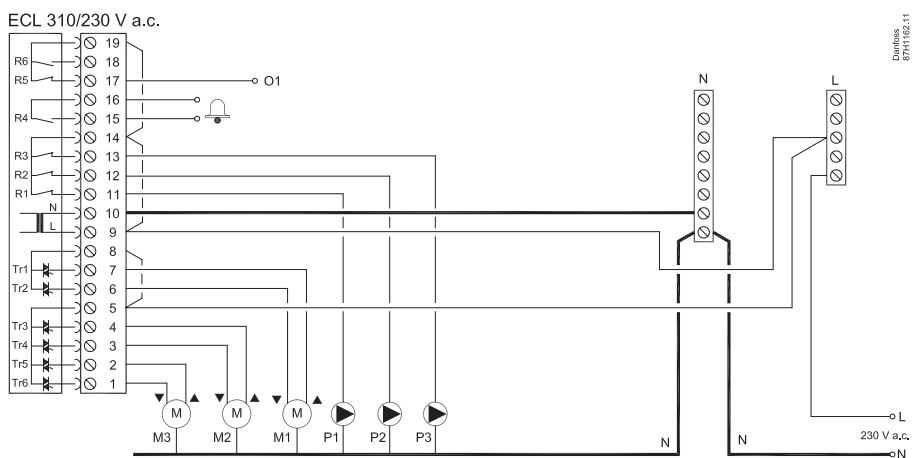 ECL 310/230 V a.c.
Danfoss
87H1162.11
19
R6 18
R5 17 O1
16
R4 15
14
R3 13
R2 12
R1 11
N 10
L 9
8
Tr1 7
Tr2 6
5
Tr3 4
Tr4 3
Tr5 2
Tr6 1
N L
M M M
M3 M2 M1 P1 P2 P3
N N
L
230 V a.c.
N